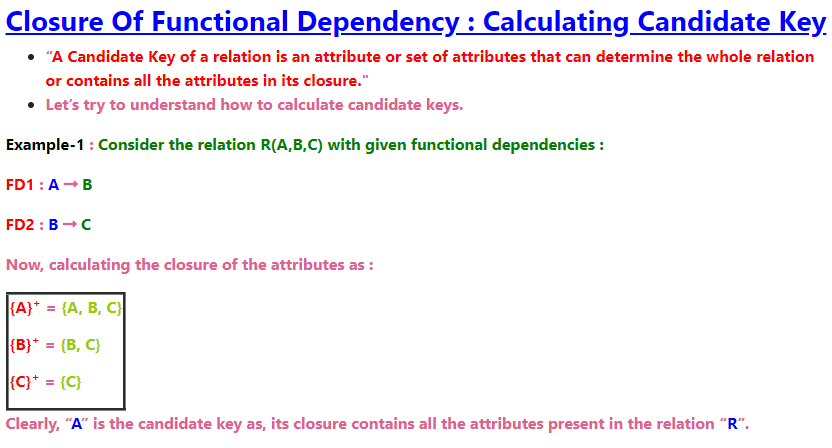 Closure Of Functional Dependency : Calculating Candidate Key
• “A Candidate Key of a relation is an attribute or set of attributes that can determine the whole relation
or contains all the attributes in its closure."
• Let’s try to understand how to calculate candidate keys.
Example-1 : Consider the relation R(A,B,C) with given functional dependencies :
FD1 : A → B
FD2 : B → C
Now, calculating the closure of the attributes as :
{A}⁺ = {A, B, C}
{B}⁺ = {B, C}
{C}⁺ = {C}
Clearly, “A” is the candidate key as, its closure contains all the attributes present in the relation “R”.